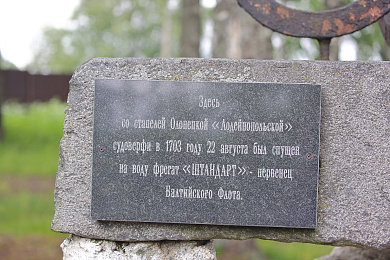 Здесь
со стапелей Олонецкой «Лодейнопольской»
судоверфи в 1703 году 22 августа был спущен
на воду фрегат «ШТАНДАРТ» - первенец
Балтийского Флота.